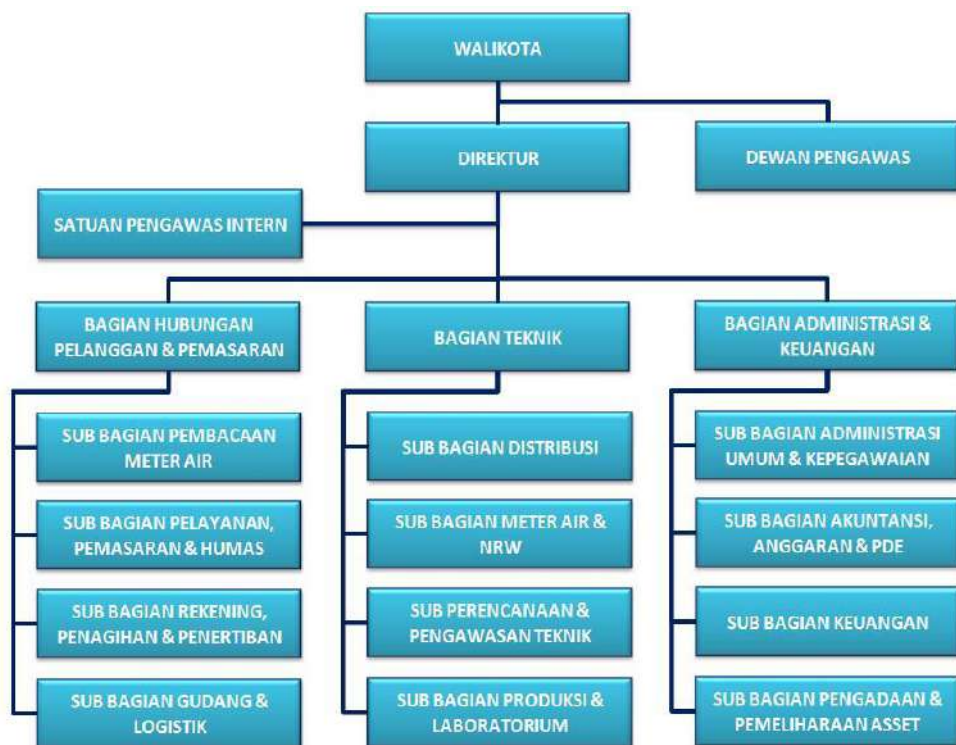 WALIKOTA
DIREKTUR
DEWAN PENGAWAS
SATUAN PENGAWAS INTERN
BAGIAN HUBUNGAN
PELANGGAN & PEMASARAN
BAGIAN TEKNIK
BAGIAN ADMINISTRASI &
KEUANGAN
SUB BAGIAN PEMBACAAN
METER AIR
SUB BAGIAN DISTRIBUSI
SUB BAGIAN ADMINISTRASI
UMUM & KEPEGAWAIAN
SUB BAGIAN PELAYANAN,
PEMASARAN & HUMAS
SUB BAGIAN METER AIR &
NRW
SUB BAGIAN AKUNTANSI,
ANGGARAN & PDE
SUB BAGIAN REKENING,
PENAGIHAN & PENERTIBAN
SUB PERENCANAAN &
PENGAWASAN TEKNIK
SUB BAGIAN KEUANGAN
SUB BAGIAN GUDANG &
LOGISTIK
SUB BAGIAN PRODUKSI &
LABORATORIUM
SUB BAGIAN PENGADAAN &
PEMELIHARAAN ASSET